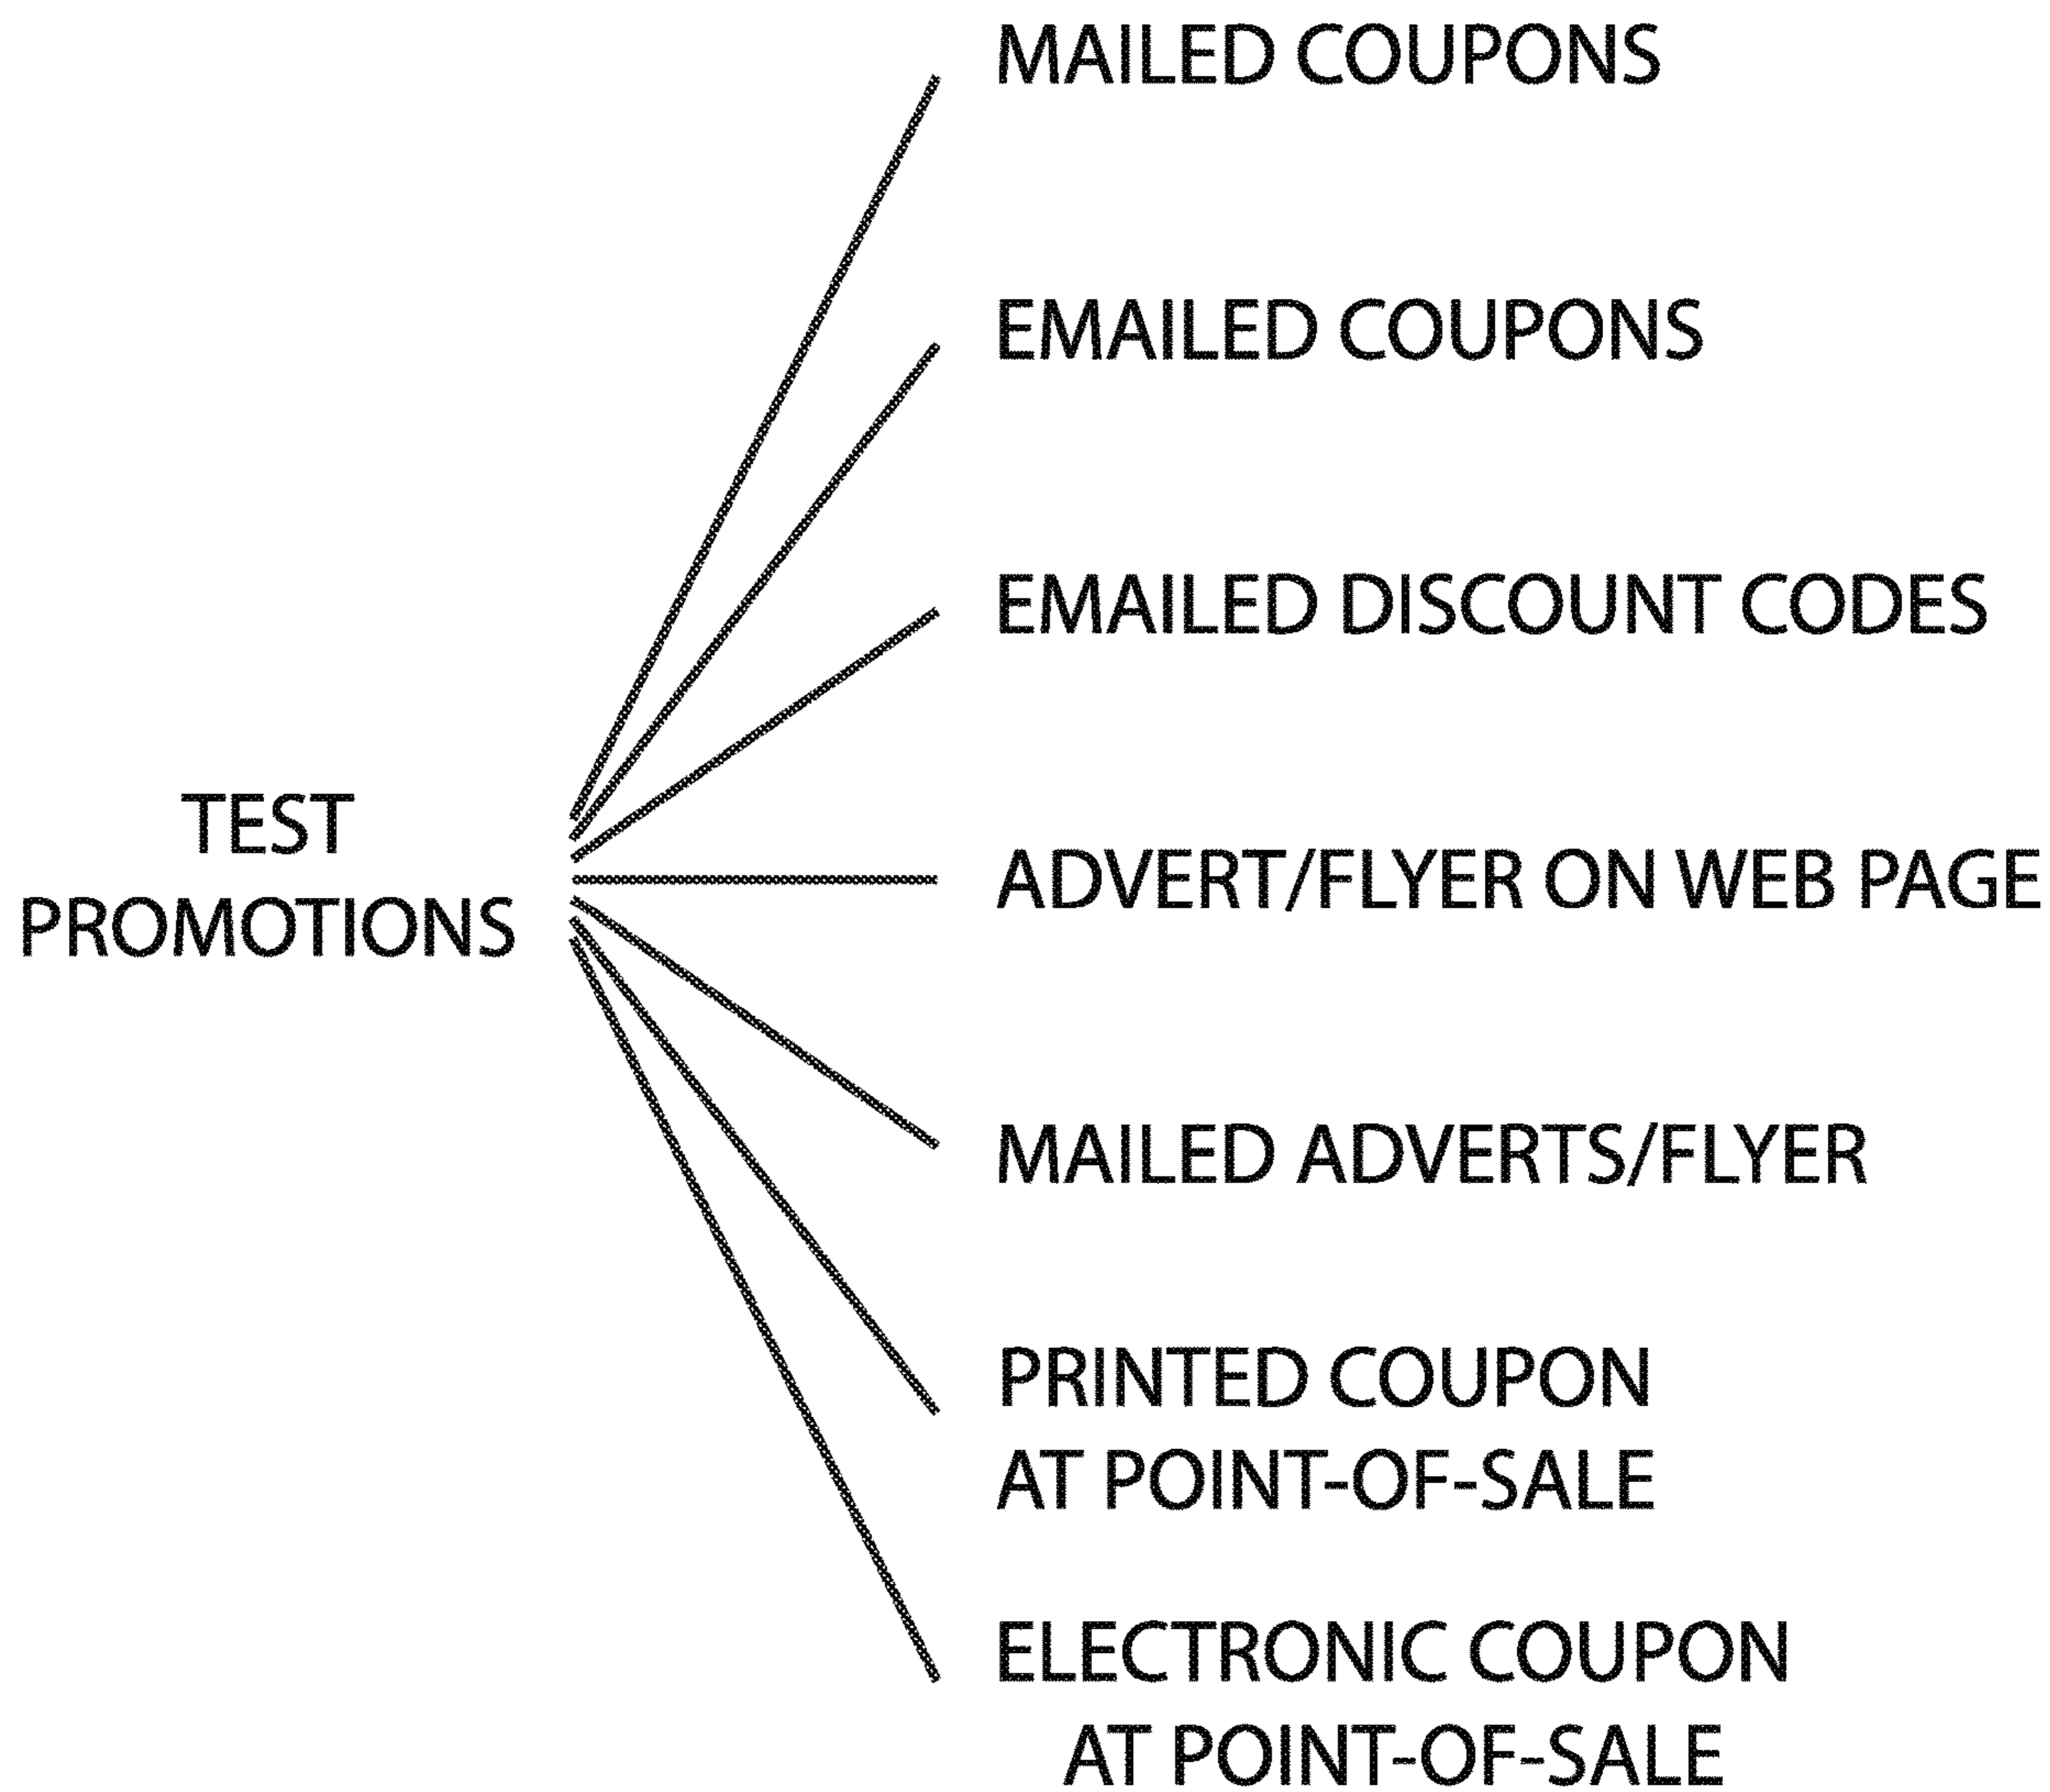 MAILED COUPONS
EMAILED COUPONS
EMAILED DISCOUNT CODES
TEST
PROMOTIONS
ADVERT/FLYER ON WEB PAGE
MAILED ADVERTS/FLYER
PRINTED COUPON
AT POINT-OF-SALE
ELECTRONIC COUPON
AT POINT-OF-SALE